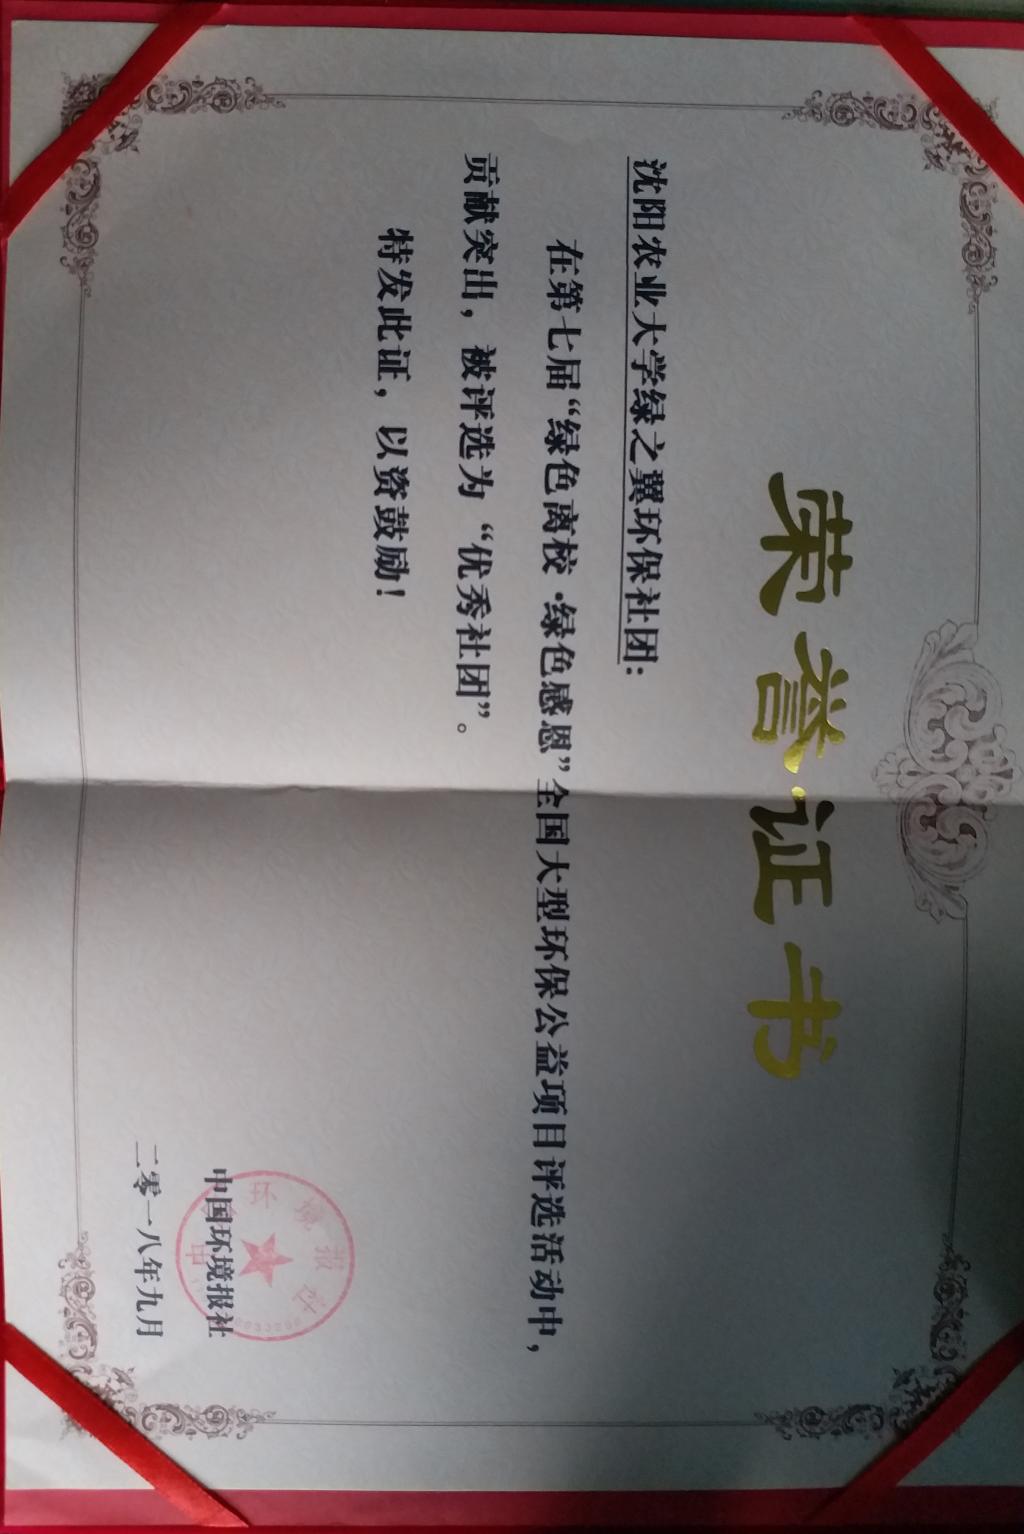 荣誉证书
沈阳农业大学绿之翼环保社团：
在第七届“绿色离校·绿色感恩”全国大型环保公益项目评选活动中，
贡献突出，被评选为“优秀社团”。
特发此证，以资鼓励！
中国环境报社
二零一八年九月